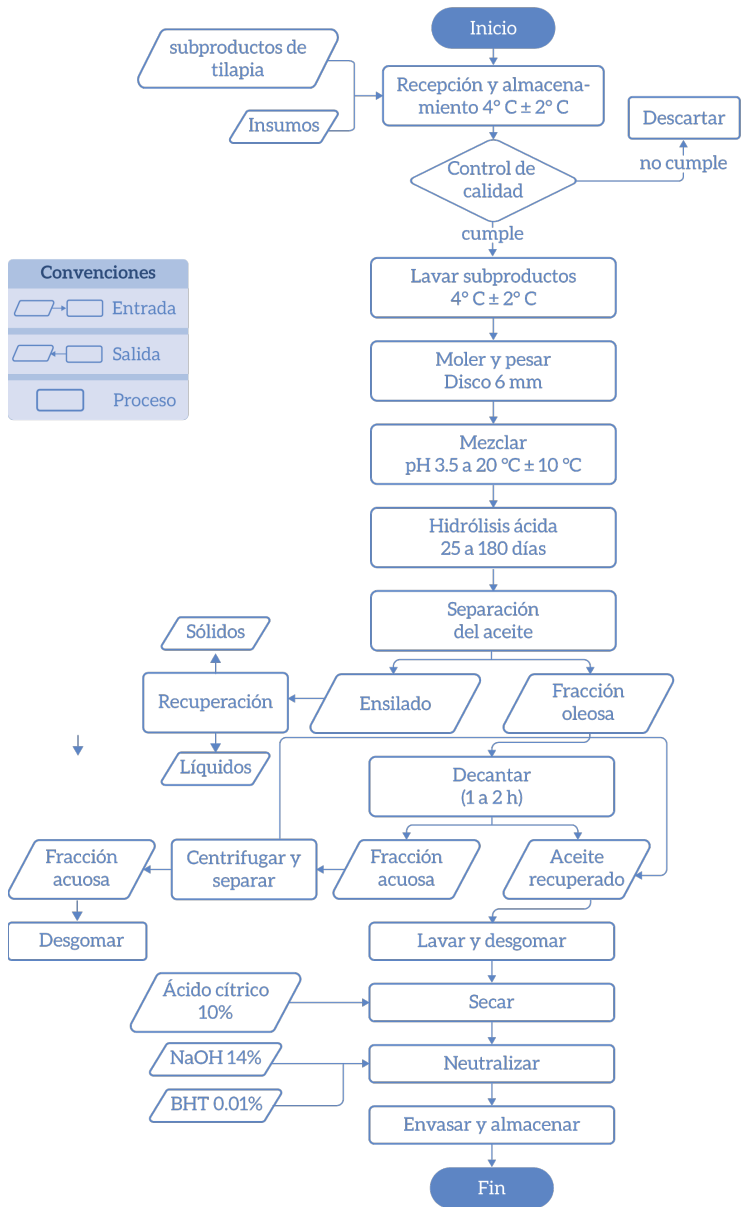 Inicio
subproductos de
tilapia
Recepción y almacena-
miento 4° C ± 2° C
Insumos
Descartar
no cumple
Control de
calidad
cumple
Convenciones
Entrada
Salida
Proceso
Lavar subproductos
4° C ± 2° C
Moler y pesar
Disco 6 mm
Mezclar
pH 3.5 a 20 °C ± 10 °C
Hidrólisis ácida
25 a 180 días
Separación
del aceite
Sólidos
Recuperación
Líquidos
Ensilado
Fracción
oleosa
Decantar
(1 a 2 h)
Fracción
acuosa
Centrifugar y
separar
Fracción
acuosa
Aceite
recuperado
Desgomar
Lavar y desgomar
Ácido cítrico
10%
Secar
NaOH 14%
Neutralizar
BHT 0.01%
Envasar y almacenar
Fin